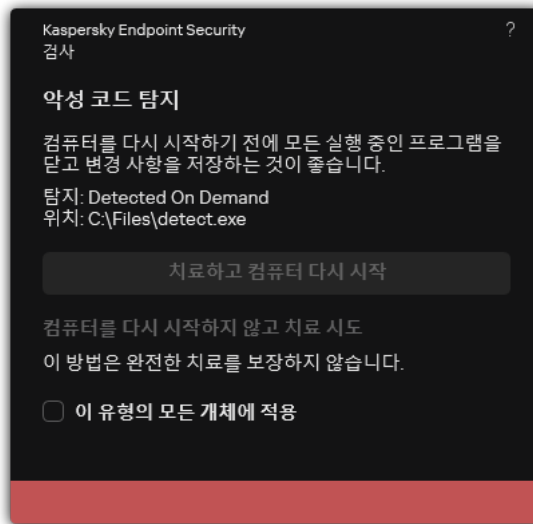 Kaspersky Endpoint Security
?
검사
악성 코드 탐지
컴퓨터를 다시 시작하기 전에 모든 실행 중인 프로그램을
닫고 변경 사항을 저장하는 것이 좋습니다.
탐지: Detected On Demand
위치: C:\Files\detect.exe
치료하고 컴퓨터 다시 시작
컴퓨터를 다시 시작하지 않고 치료 시도
이 방법은 완전한 치료를 보장하지 않습니다.
이 유형의 모든 개체에 적용